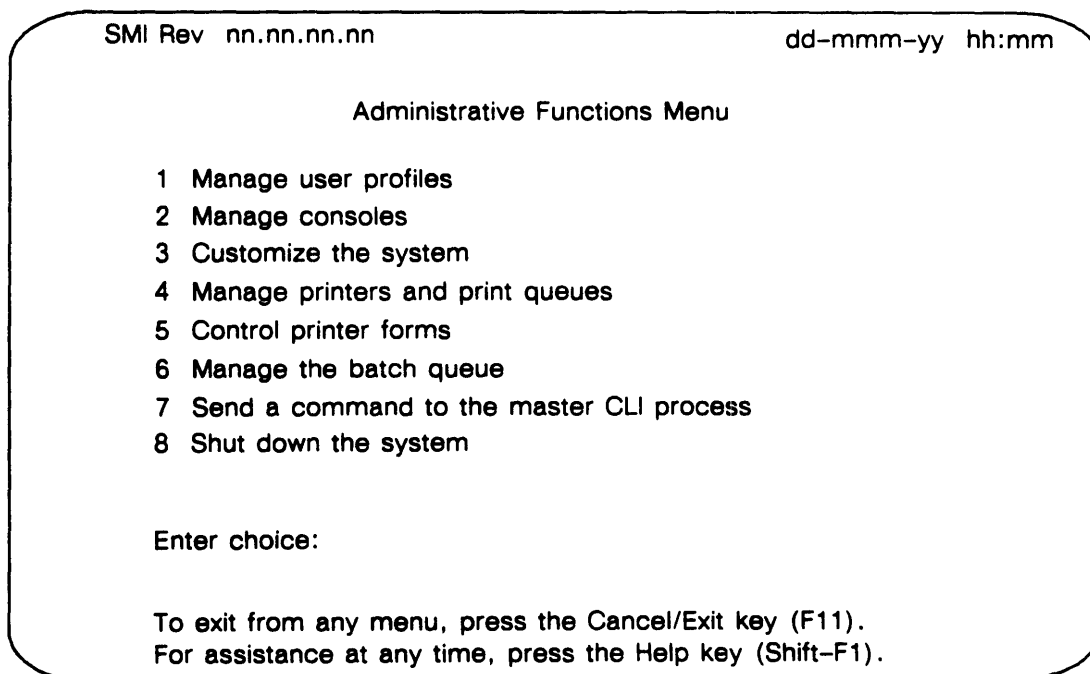 SMI Rev nn.nn.nn.nn dd-mmm-yy hh:mm
Administrative Functions Menu
1 Manage user profiles
2 Manage consoles
3 Customize the system
4 Manage printers and print queues
5 Control printer forms
6 Manage the batch queue
7 Send a command to the master CLI process
8 Shut down the system
Enter choice:
To exit from any menu, press the Cancel/Exit key (F11).
For assistance at any time, press the Help key (Shift-F1).